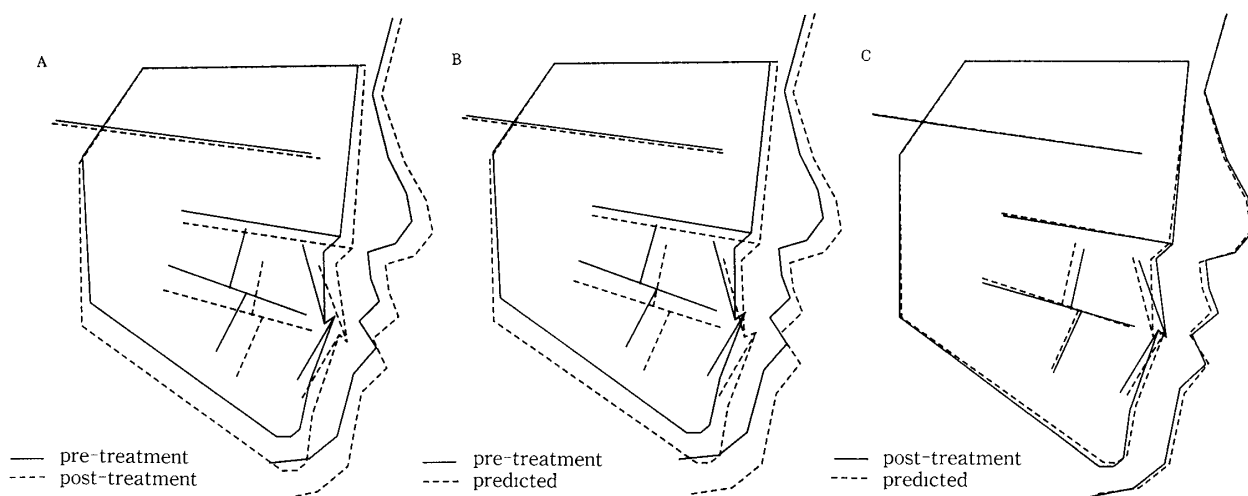 A
B
C
pre-treatment
post-treatment
pre-treatment
predicted
post-treatment
predicted